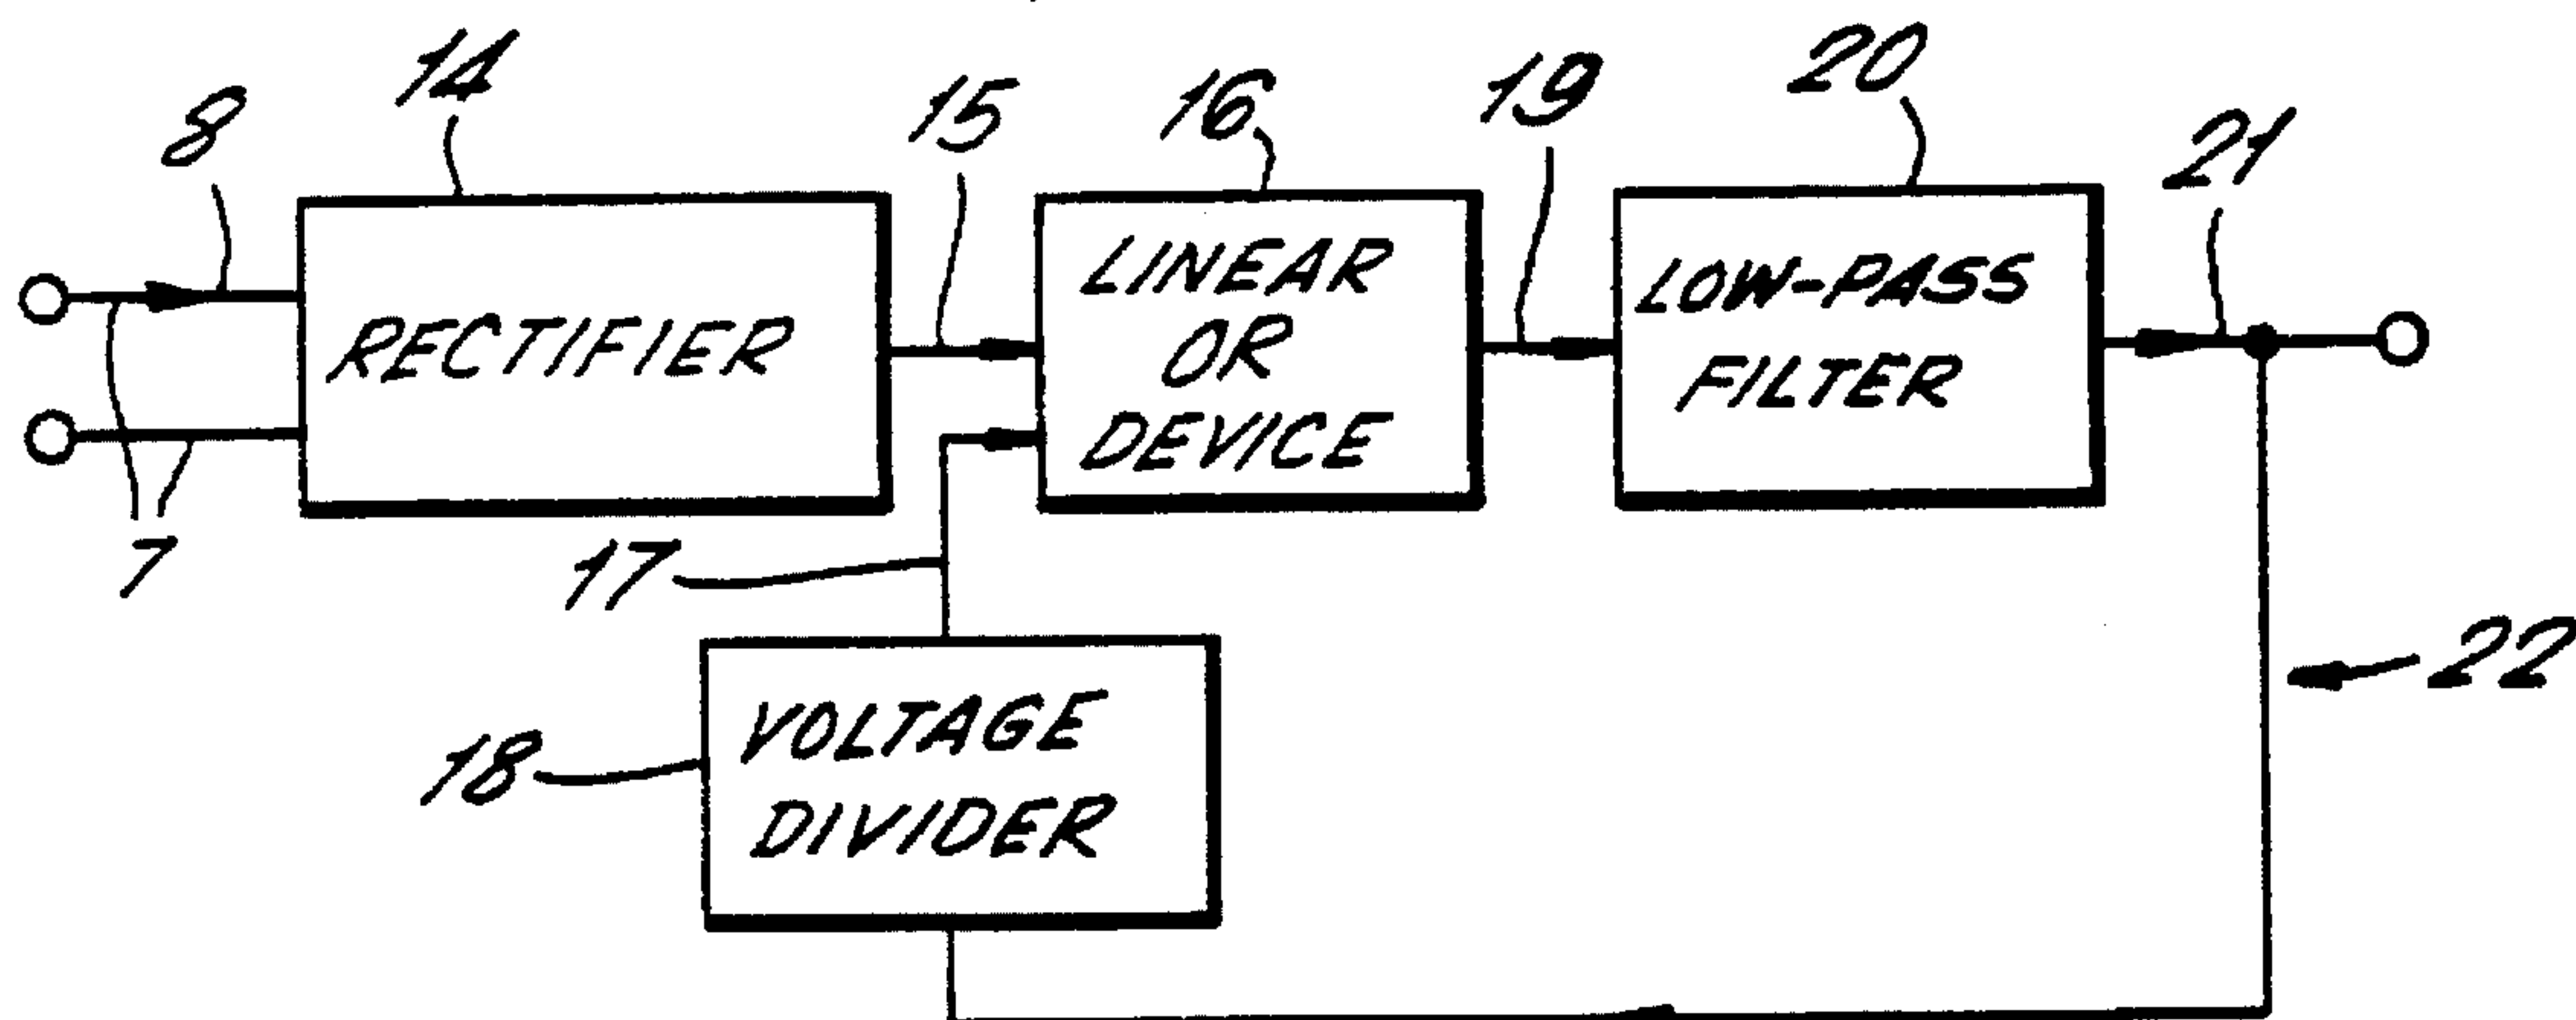 14
8
15
16
19
20
21
RECTIFIER
LINEAR
OR
DEVICE
LOW-PASS
FILTER
7
17
22
18
VOLTAGE
DIVIDER